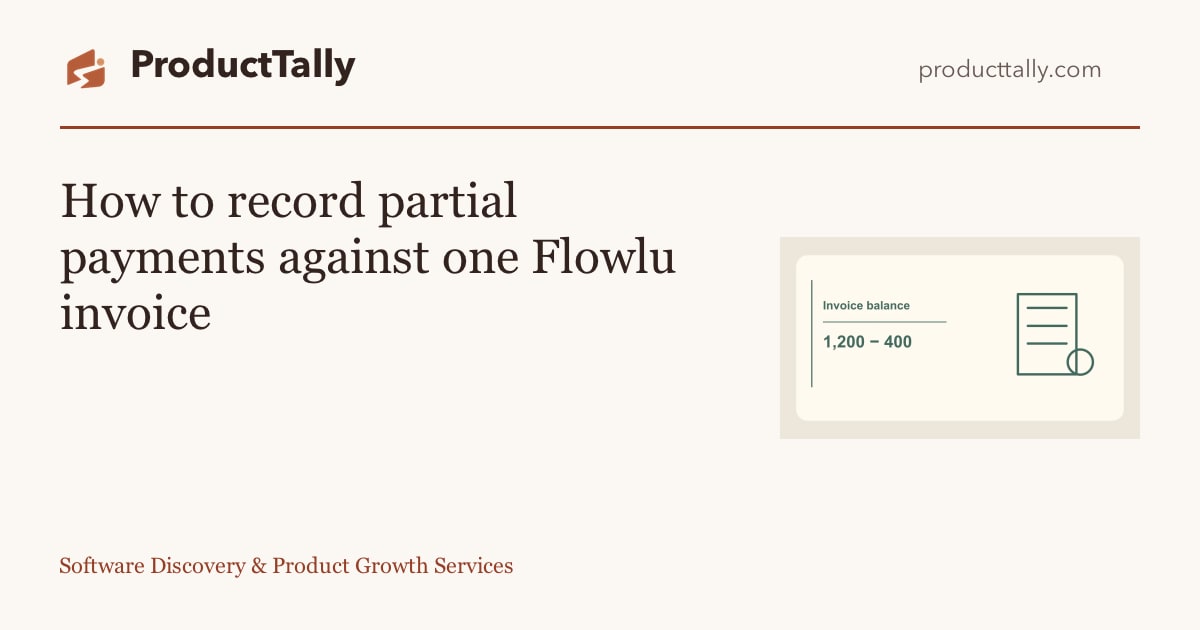 ProductTally
producttally.com
How to record partial
payments against one Flowlu
invoice
Invoice balance
1,200 − 400
Software Discovery & Product Growth Services